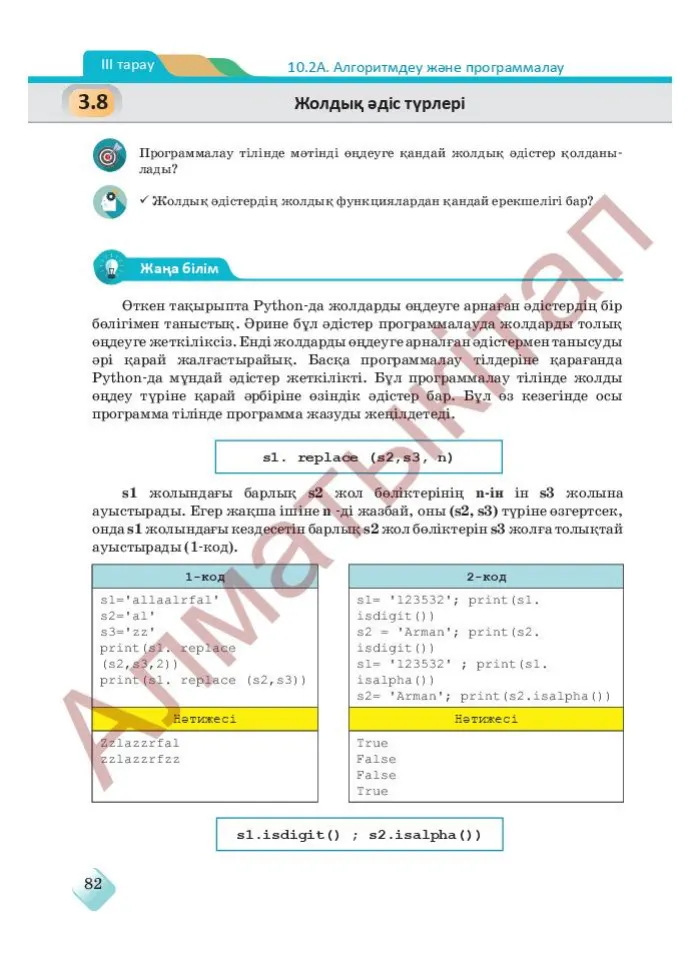 III тарау
10.2А. Алгоритмдеу және программалау
3.8
Жолдық әдіс түрлері
Программалау тілінде мәтінді өңдеуге қандай жолдық әдістер қолданы-
лады?
✓ Жолдық әдістердің жолдық функциялардан қандай ерекшелігі бар?
Жаңа білім
Өткен тақырыпта Python-да жолдарды өңдеуге арнаған әдістердің бір
бөлігімен таныстық. Әрине бұл әдістер программалауда жолдарды толық
өңдеуге жеткіліксіз. Енді жолдарды өңдеуге арналған әдістермен танысуды
әрі қарай жалғастырайық. Басқа программалау тілдеріне қарағанда
Python-да мұндай әдістер жеткілікті. Бұл программалау тілінде жолды
өңдеу түріне қарай әрбіріне өзіндік әдістер бар. Бұл өз кезегінде осы
программа тілінде программа жазуды жеңілдетеді.
s1. replace (s2,s3, n)
s1 жолындағы барлық s2 жол бөліктерінің n-ін ін s3 жолына
ауыстырады. Егер жақша ішіне n -ді жазбай, оны (s2, s3) түріне өзгертсек,
онда s1 жолындағы кездесетін барлық s2 жол бөліктерін s3 жолға толықтай
ауыстырады (1-код).
1-код
s1='allaalrfal'
s2='al'
s3='zz'
print(s1. replace
(s2,s3,2))
print(s1. replace (s2,s3))
Нәтижесі
Zzlazzrfal
zzlazzrfzz
2-код
s1= '123532'; print(s1.
isdigit())
s2 = 'Arman'; print(s2.
isdigit())
s1= '123532' ; print(s1.
isalpha())
s2= 'Arman'; print(s2.isalpha())
Нәтижесі
True
False
False
True
s1.isdigit() ; s2.isalpha())
82
Алматыкітап